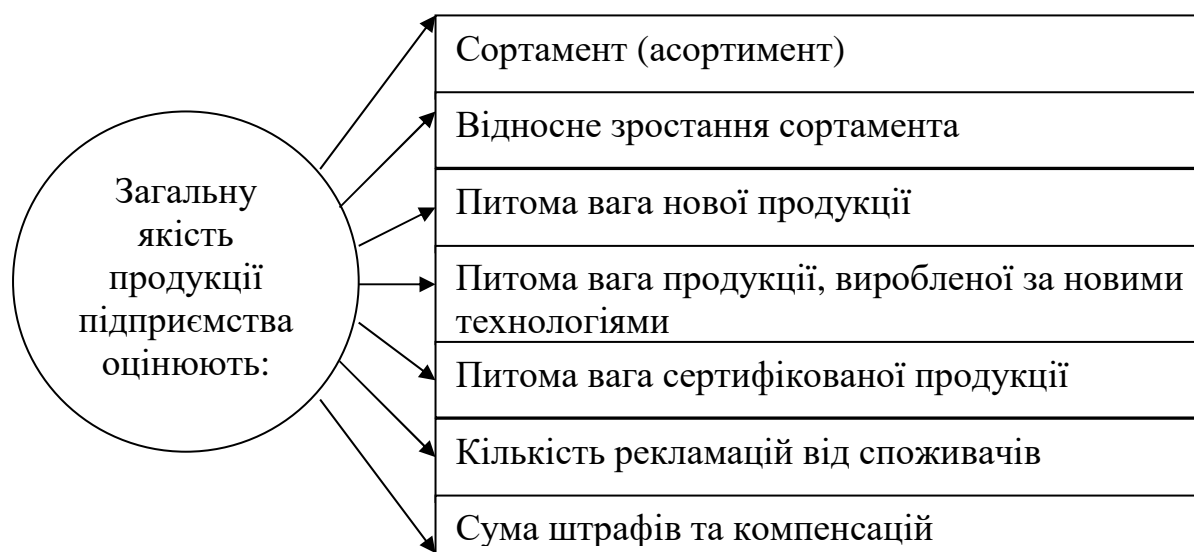 Загальну
якість
продукції
підприємства
оцінюють:
Сортамент (асортимент)
Відносне зростання сортамента
Питома вага нової продукції
Питома вага продукції, виробленої за новими
технологіями
Питома вага сертифікованої продукції
Кількість рекламацій від споживачів
Сума штрафів та компенсацій